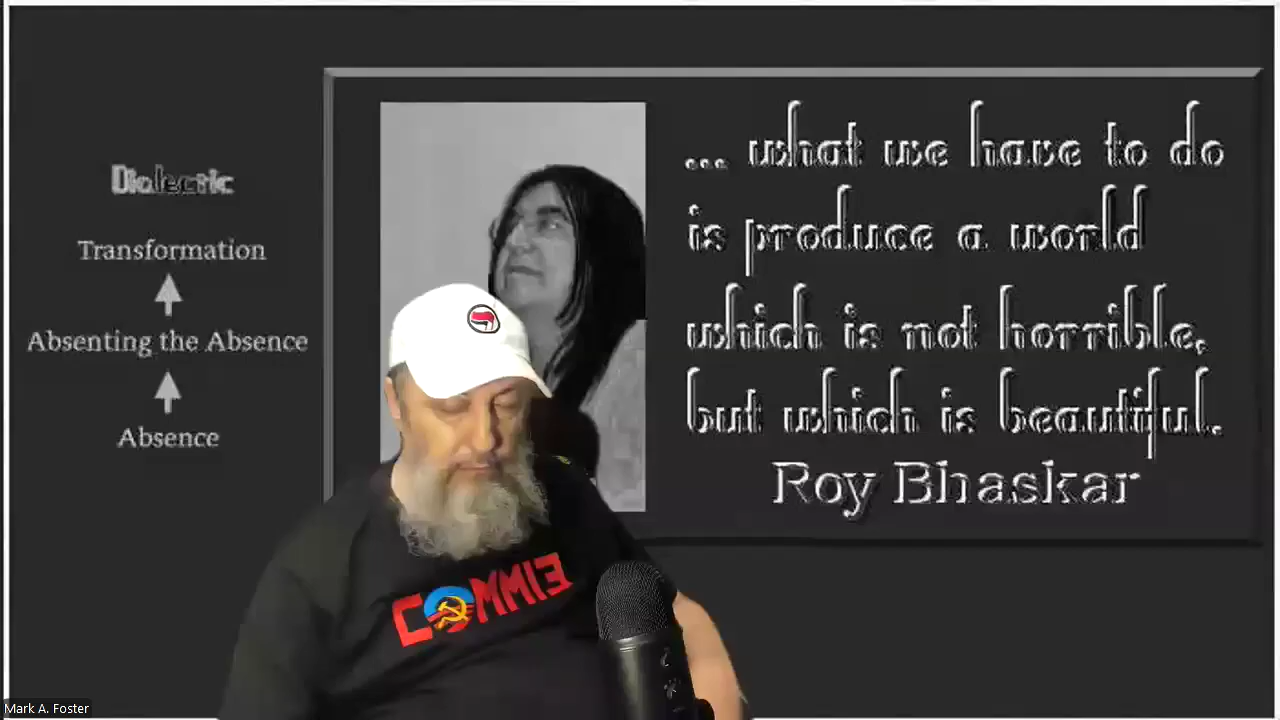 Dialectic
Transformation
Absenting the Absence
Absence
... what we have to do
is produce a world
which is not horrible,
but which is beautiful.
Roy Bhaskar
COMMIE
Mark A. Foster